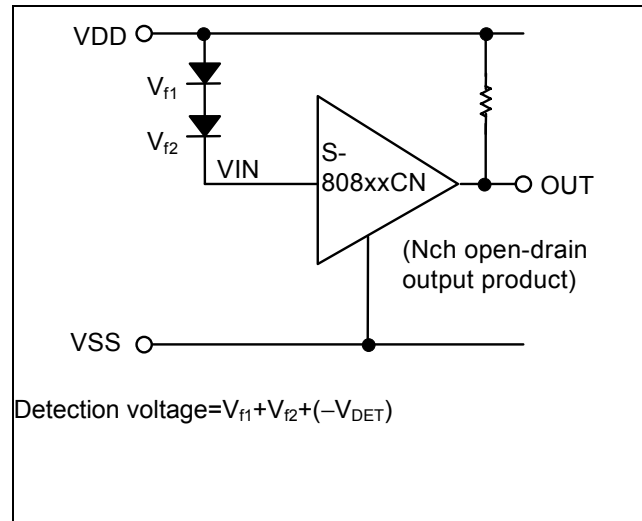 VDD
Vf1
Vf2
VIN
S-
808xxCN
OUT
(Nch open-drain
output product)
VSS
Detection voltage=Vf1+Vf2+(−VDET)